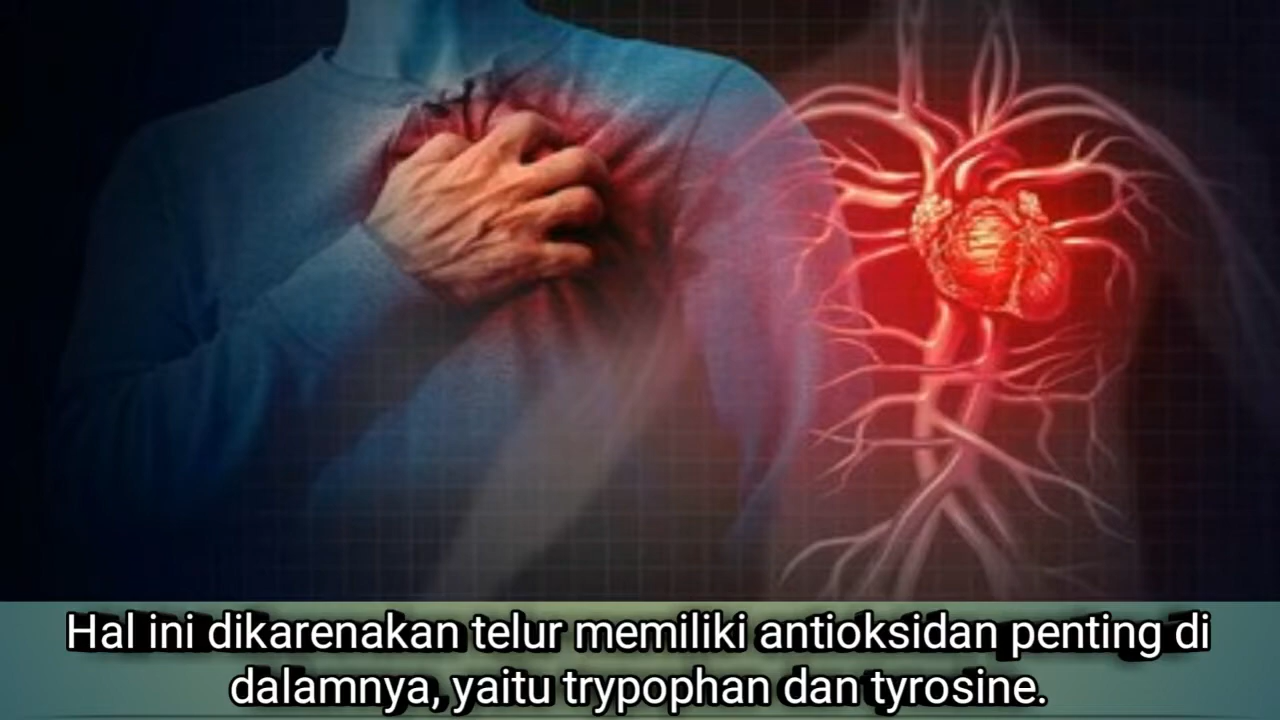 Hal ini dikarenakan telur memiliki antioksidan penting di
dalamnya, yaitu trypophan dan tyrosine.